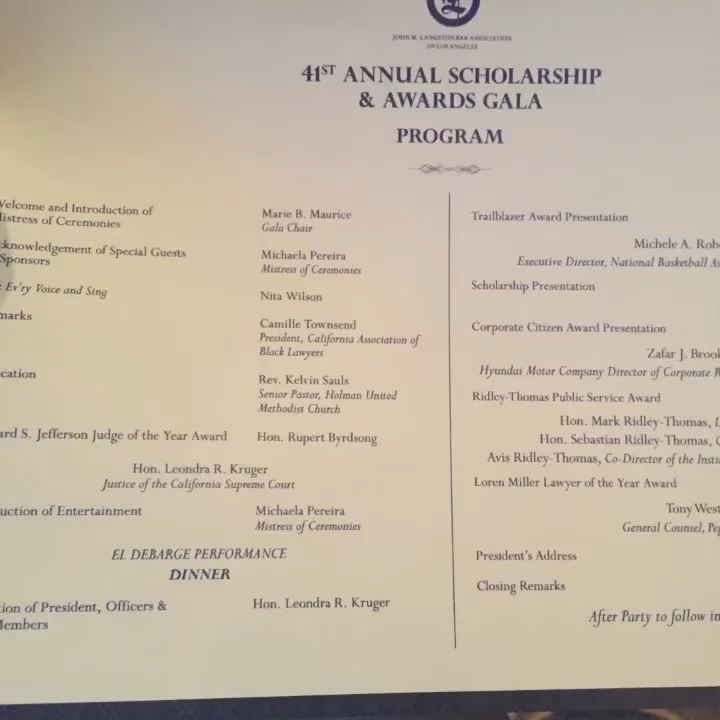 JOHN M. LANGSTON BAR ASSOCIATION
OF LOS ANGELES
41ST ANNUAL SCHOLARSHIP
& AWARDS GALA
PROGRAM
Welcome and Introduction of
Mistress of Ceremonies
Marie B. Maurice
Gala Chair
cknowledgement of Special Guests
Sponsors
Michaela Pereira
Mistress of Ceremonies
Ev'ry Voice and Sing
Nita Wilson
marks
Camille Townsend
President, California Association of
Black Lawyers
cation
Rev. Kelvin Sauls
Senior Pastor, Holman United
Methodist Church
ard S. Jefferson Judge of the Year Award
Hon. Rupert Byrdsong
Hon. Leondra R. Kruger
Justice of the California Supreme Court
uction of Entertainment
Michaela Pereira
Mistress of Ceremonies
EL DEBARGE PERFORMANCE
DINNER
tion of President, Officers &
Members
Hon. Leondra R. Kruger
Trailblazer Award Presentation
Michele A. Robe
Executive Director, National Basketball As
Scholarship Presentation
Corporate Citizen Award Presentation
Zafar J. Brook
Hyundai Motor Company Director of Corporate R
Ridley-Thomas Public Service Award
Hon. Mark Ridley-Thomas,
Hon. Sebastian Ridley-Thomas,
Avis Ridley-Thomas, Co-Director of the Insti
Loren Miller Lawyer of the Year Award
Tony West
General Counsel, Pep
President's Address
Closing Remarks
After Party to follow in